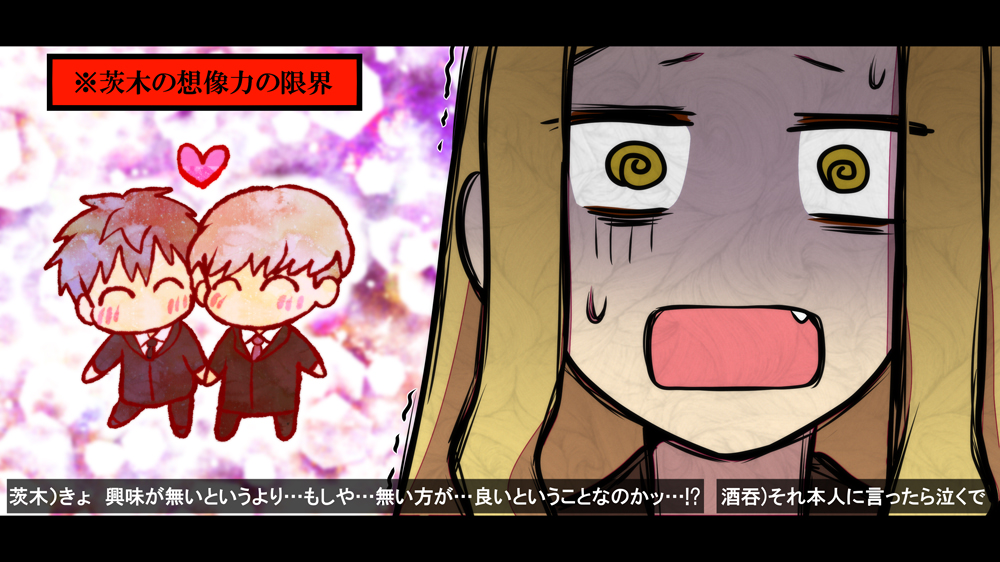 ※茨木の想像力の限界
茨木)きょ　興味が無いというより…もしや…無い方が…良いということなのかッ…!?　酒呑)それ本人に言ったら泣くで